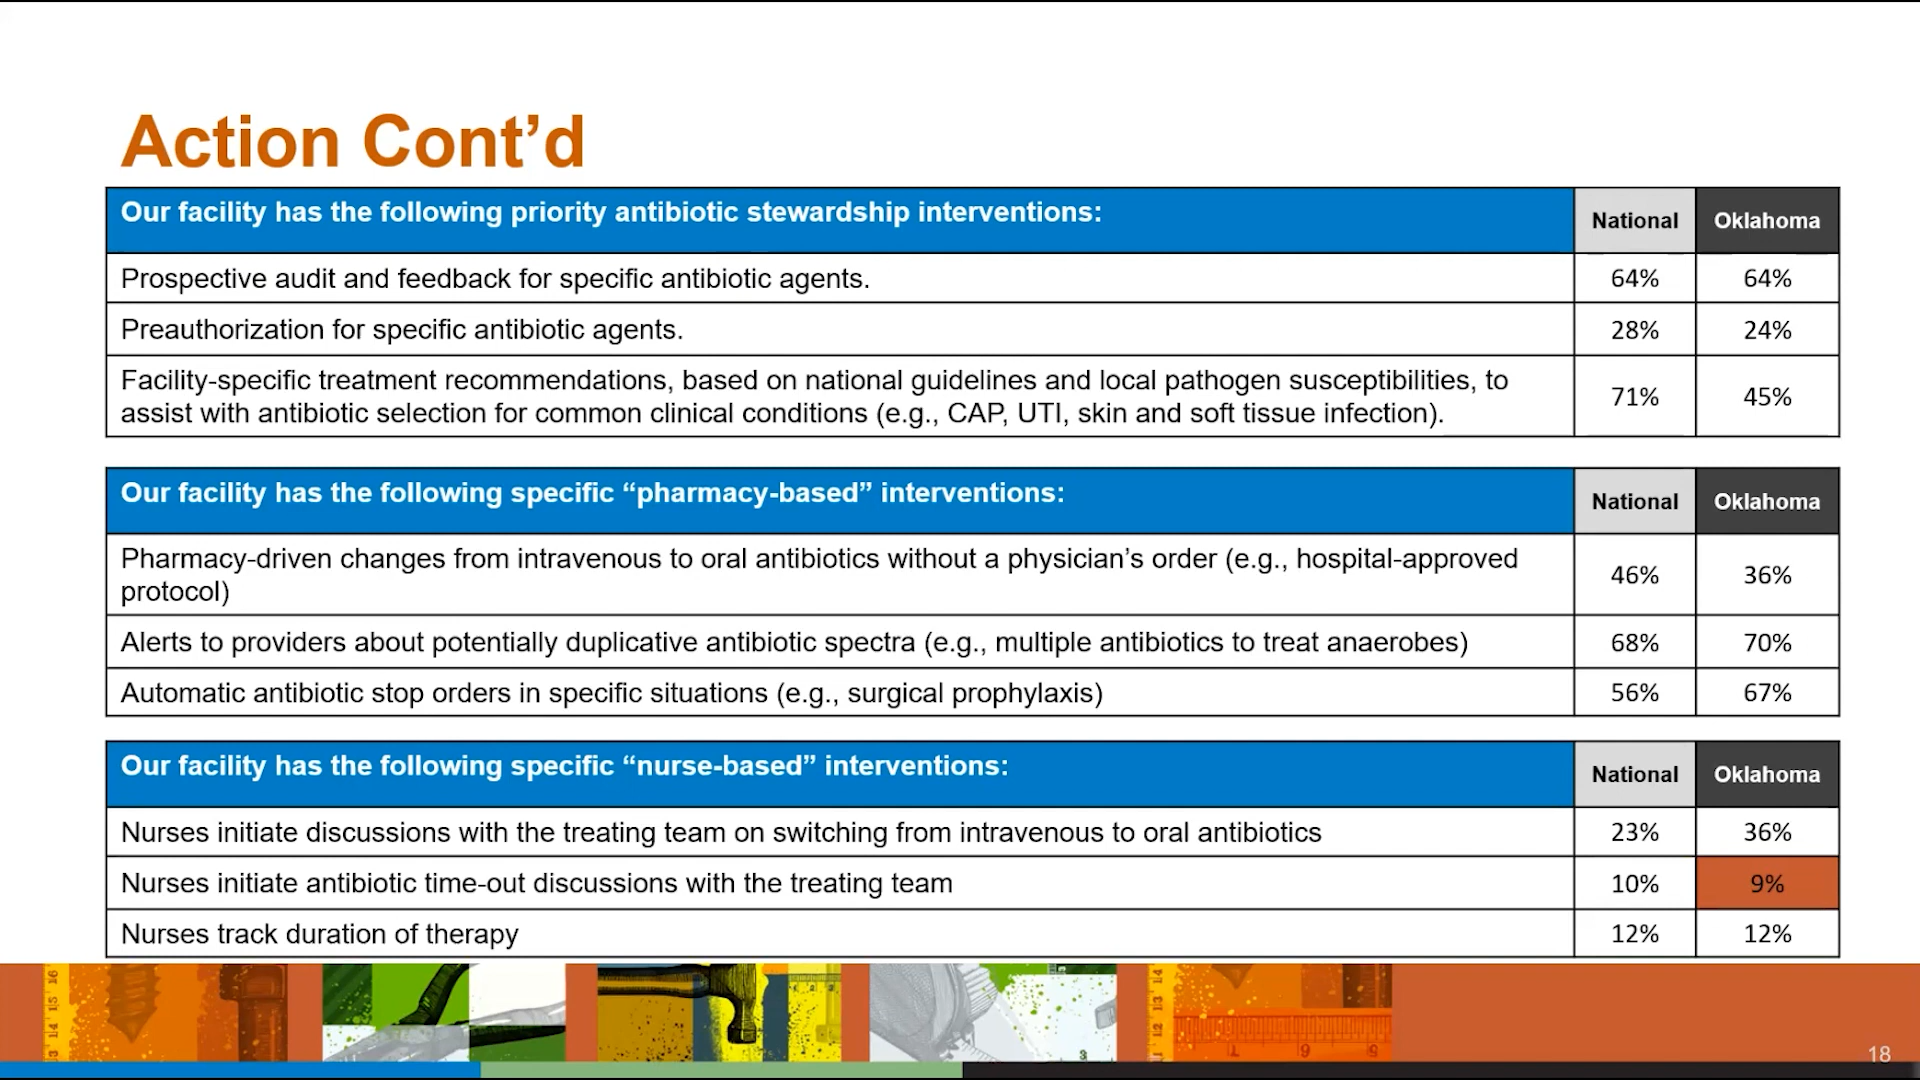 Action Cont’d
Our facility has the following priority antibiotic stewardship interventions: National Oklahoma
Prospective audit and feedback for specific antibiotic agents. 64% 64%
Preauthorization for specific antibiotic agents. 28% 24%
Facility-specific treatment recommendations, based on national guidelines and local pathogen susceptibilities, to
assist with antibiotic selection for common clinical conditions (e.g., CAP, UTI, skin and soft tissue infection). 71% 45%
Our facility has the following specific “pharmacy-based” interventions: National Oklahoma
Pharmacy-driven changes from intravenous to oral antibiotics without a physician’s order (e.g., hospital-approved
protocol) 46% 36%
Alerts to providers about potentially duplicative antibiotic spectra (e.g., multiple antibiotics to treat anaerobes) 68% 70%
Automatic antibiotic stop orders in specific situations (e.g., surgical prophylaxis) 56% 67%
Our facility has the following specific “nurse-based” interventions: National Oklahoma
Nurses initiate discussions with the treating team on switching from intravenous to oral antibiotics 23% 36%
Nurses initiate antibiotic time-out discussions with the treating team 10% 9%
Nurses track duration of therapy 12% 12%
18